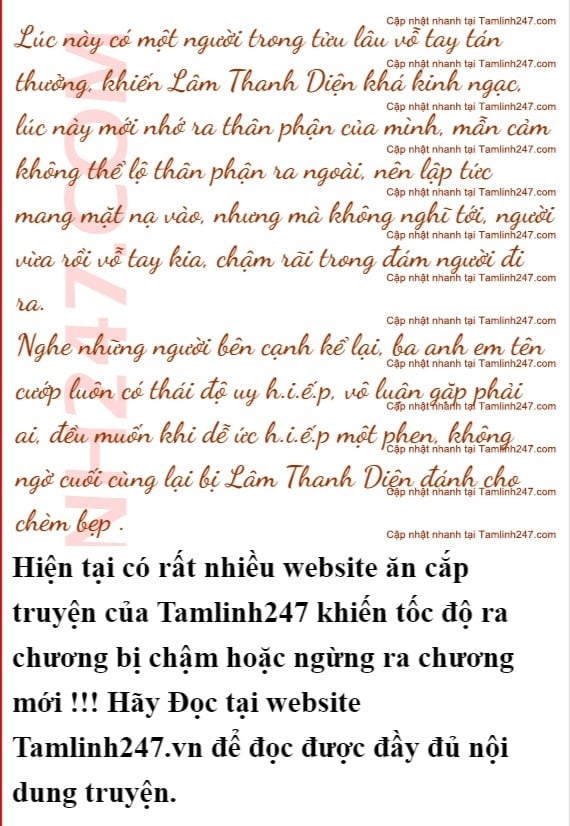 Cập nhật nhanh tại Tamlinh247.com
Lúc này có một người trong tửu lâu vỗ tay tán
Cập nhật nhanh tại Tamlinh247.com
thưởng, khiến Lâm Thanh Diện khá kinh ngạc,
Cập nhật nhanh tại Tamlinh247.com
lúc này mới nhớ ra thân phận của mình, mẫn cảm
Cập nhật nhanh tại Tamlinh247.com
không thể lộ thân phận ra ngoài, nên lập tức
Cập nhật nhanh tại Tamlinh247.com
mang mặt nạ vào, nhưng mà không nghĩ tới, người
Cập nhật nhanh tại Tamlinh247.com
vừa rồi vỗ tay kia, chậm rãi trong đám người đi
Cập nhật nhanh tại Tamlinh247.com
ra.
Cập nhật nhanh tại Tamlinh247.com
Nghe những người bên cạnh kể lại, ba anh em tên
Cập nhật nhanh tại Tamlinh247.com
cướp luôn có thái độ uy h.i.ế.p, vô luận gặp phải
Cập nhật nhanh tại Tamlinh247.com
ai, đều muốn khi dễ ức h.i.ế.p một phen, không
Cập nhật nhanh tại Tamlinh247.com
ngờ cuối cùng lại bị Lâm Thanh Diện đánh cho
Cập nhật nhanh tại Tamlinh247.com
chèm bẹp .
Cập nhật nhanh tại Tamlinh247.com
NH247.COM
Hiện tại có rất nhiều website ăn cắp
truyện của Tamlinh247 khiến tốc độ ra
chương bị chậm hoặc ngừng ra chương
mới !!! Hãy Đọc tại website
Tamlinh247.vn để đọc được đầy đủ nội
dung truyện.